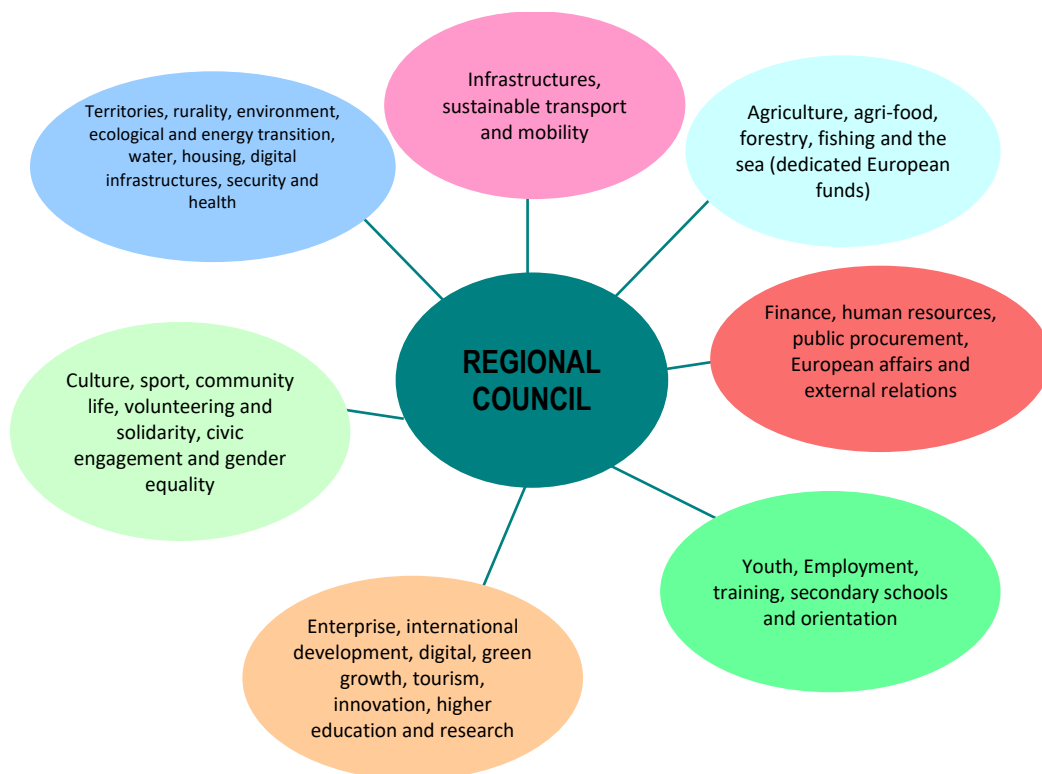 Infrastructures,
sustainable transport
and mobility
Territories, rurality, environment,
ecological and energy transition,
water, housing, digital
infrastructures, security and
health
Agriculture, agri-food,
forestry, fishing and the
sea (dedicated European
funds)
Finance, human resources,
public procurement,
European affairs and
external relations
REGIONAL
COUNCIL
Culture, sport, community
life, volunteering and
solidarity, civic
engagement and gender
equality
Youth, Employment,
training, secondary schools
and orientation
Enterprise, international
development, digital, green
growth, tourism,
innovation, higher
education and research